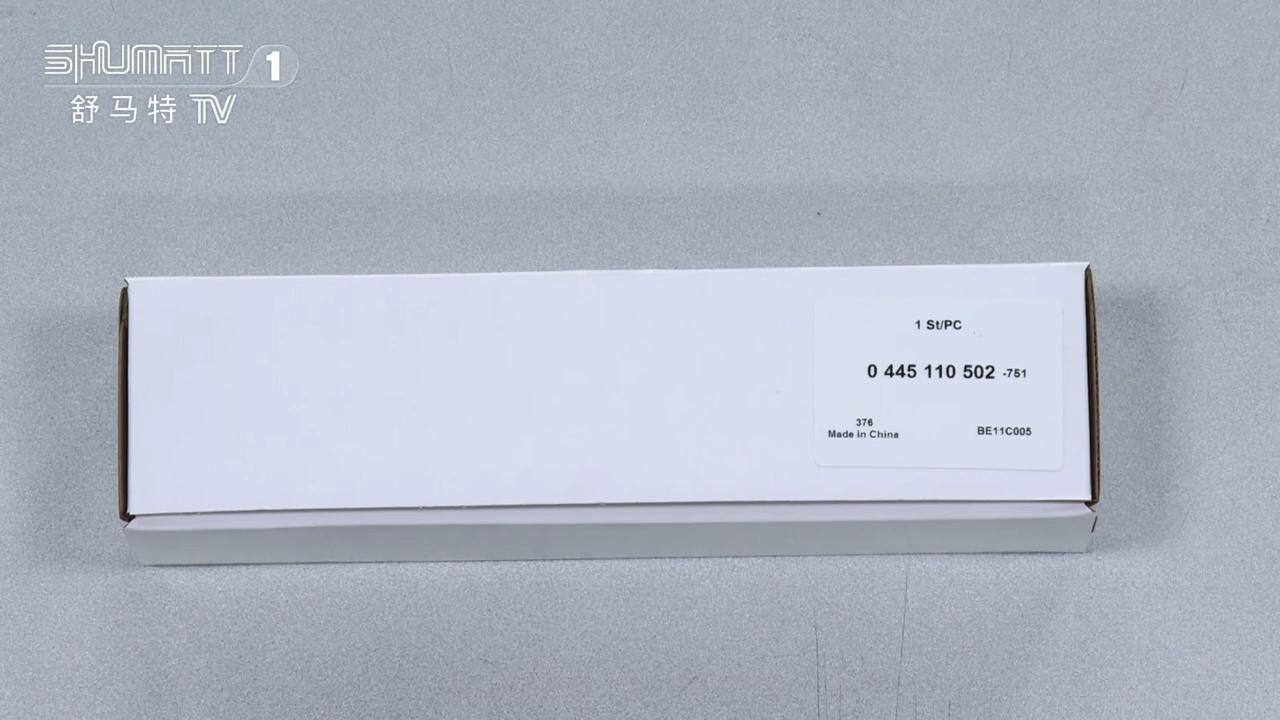 SHUMATT 1
舒马特 TV
1 St/PC
0 445 110 502 -751
376
Made in China
BE11C005